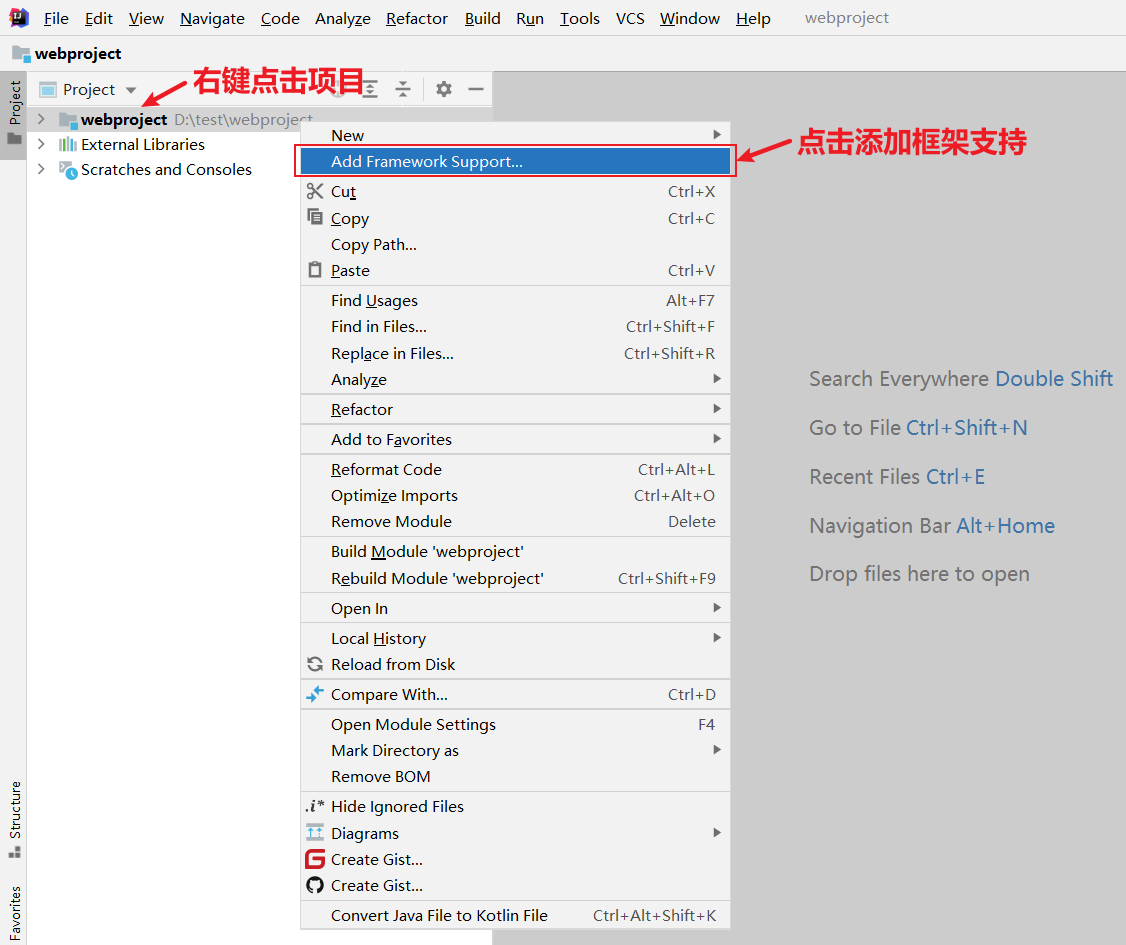 File Edit View Navigate Code Analyze Refactor Build Run Tools VCS Window Help webproject
webproject
Project
Project
右键点击项目
webproject D:\test\webproject
External Libraries
Scratches and Consoles
New
Add Framework Support...
点击添加框架支持
Cut Ctrl+X
Copy Ctrl+C
Copy Path...
Paste Ctrl+V
Find Usages Alt+F7
Find in Files... Ctrl+Shift+F
Replace in Files... Ctrl+Shift+R
Analyze
Refactor
Add to Favorites
Reformat Code Ctrl+Alt+L
Optimize Imports Ctrl+Alt+O
Remove Module Delete
Build Module 'webproject'
Rebuild Module 'webproject' Ctrl+Shift+F9
Open In
Local History
Reload from Disk
Compare With... Ctrl+D
Open Module Settings F4
Mark Directory as
Remove BOM
.i* Hide Ignored Files
Diagrams
Create Gist...
Create Gist...
Convert Java File to Kotlin File Ctrl+Alt+Shift+K
Search Everywhere Double Shift
Go to File Ctrl+Shift+N
Recent Files Ctrl+E
Navigation Bar Alt+Home
Drop files here to open
Structure
Favorites